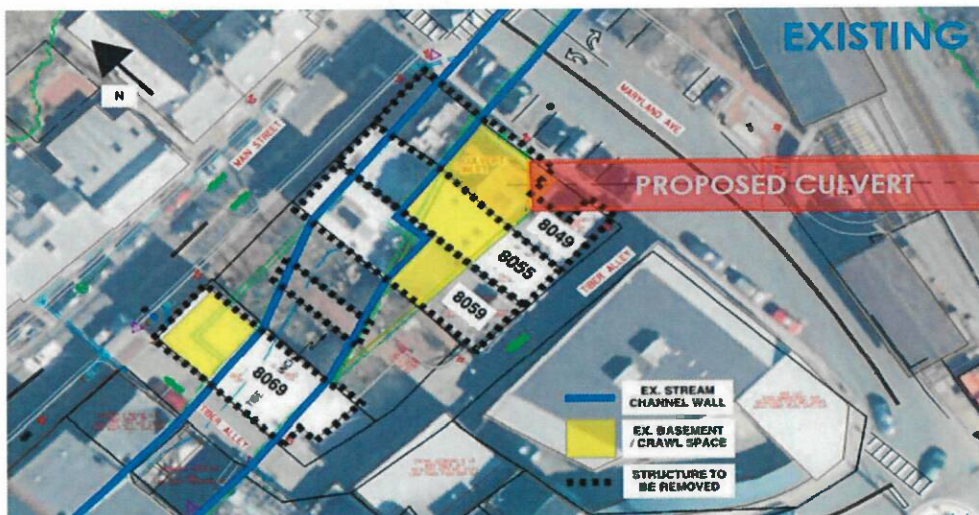 EXISTING
N
MAIN STREET
MARYLAND AVE
PROPOSED CULVERT
8049
8055
8059
TIBER ALLEY
8069
TIBER ALLEY
EX. STREAM
CHANNEL WALL
EX. BASEMENT
/ CRAWL SPACE
STRUCTURE TO
BE REMOVED